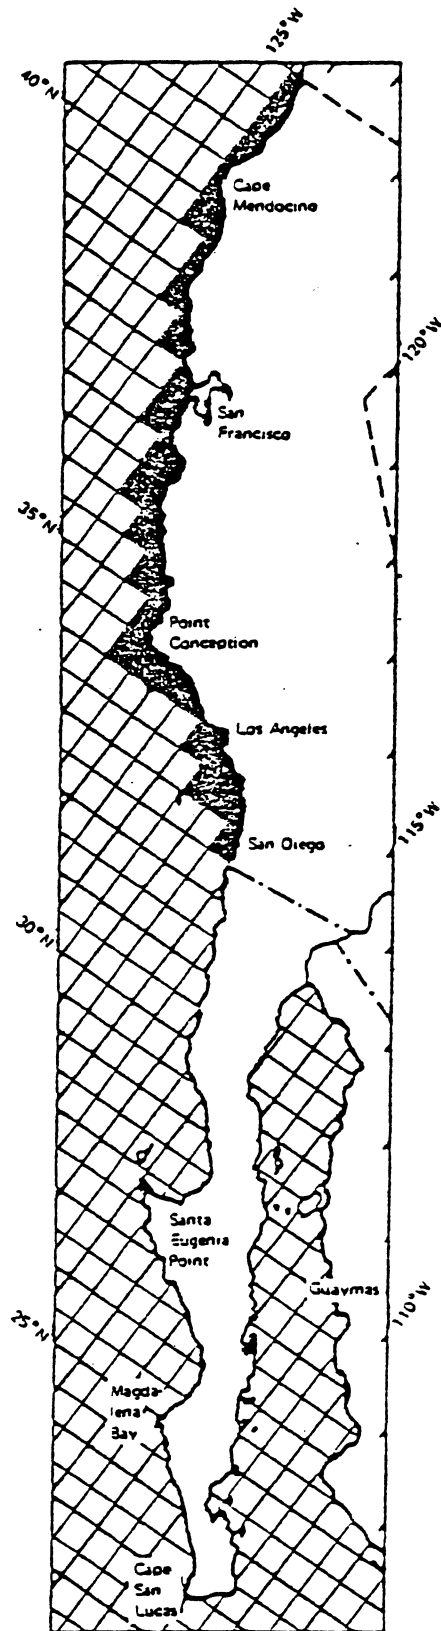 125°W
40°N
Cape
Mendocino
120°W
San
Francisco
35°N
Point
Conception
Los Angeles
115°W
San Diego
30°N
Santa
Eugenia
Point
Guaymas
110°W
25°N
Magda-
lena
Bay
Cape
San
Lucas